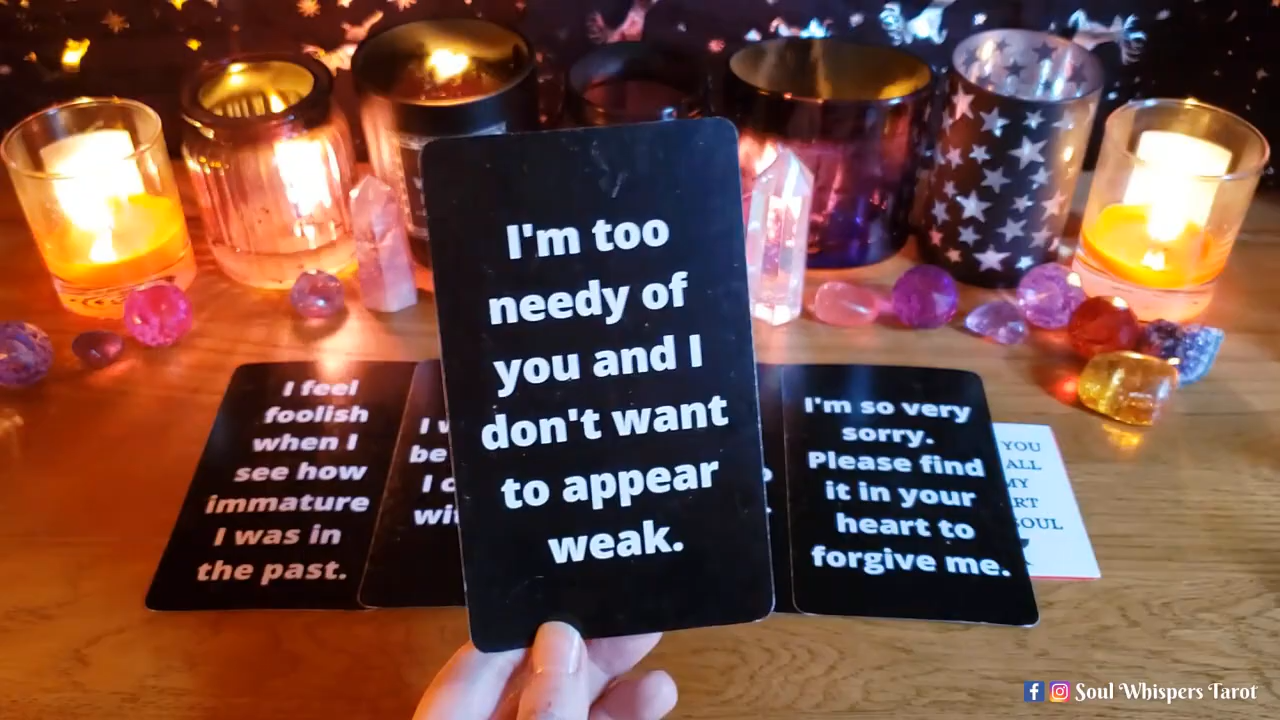 I'm too
needy of
you and I
don't want
to appear
weak.
I feel
foolish
when I
see how
immature
I was in
the past.
be
I'm so very
sorry.
Please find
it in your
heart to
forgive me.
YOU
ALL
MY
SOUL
Soul Whispers Tarot